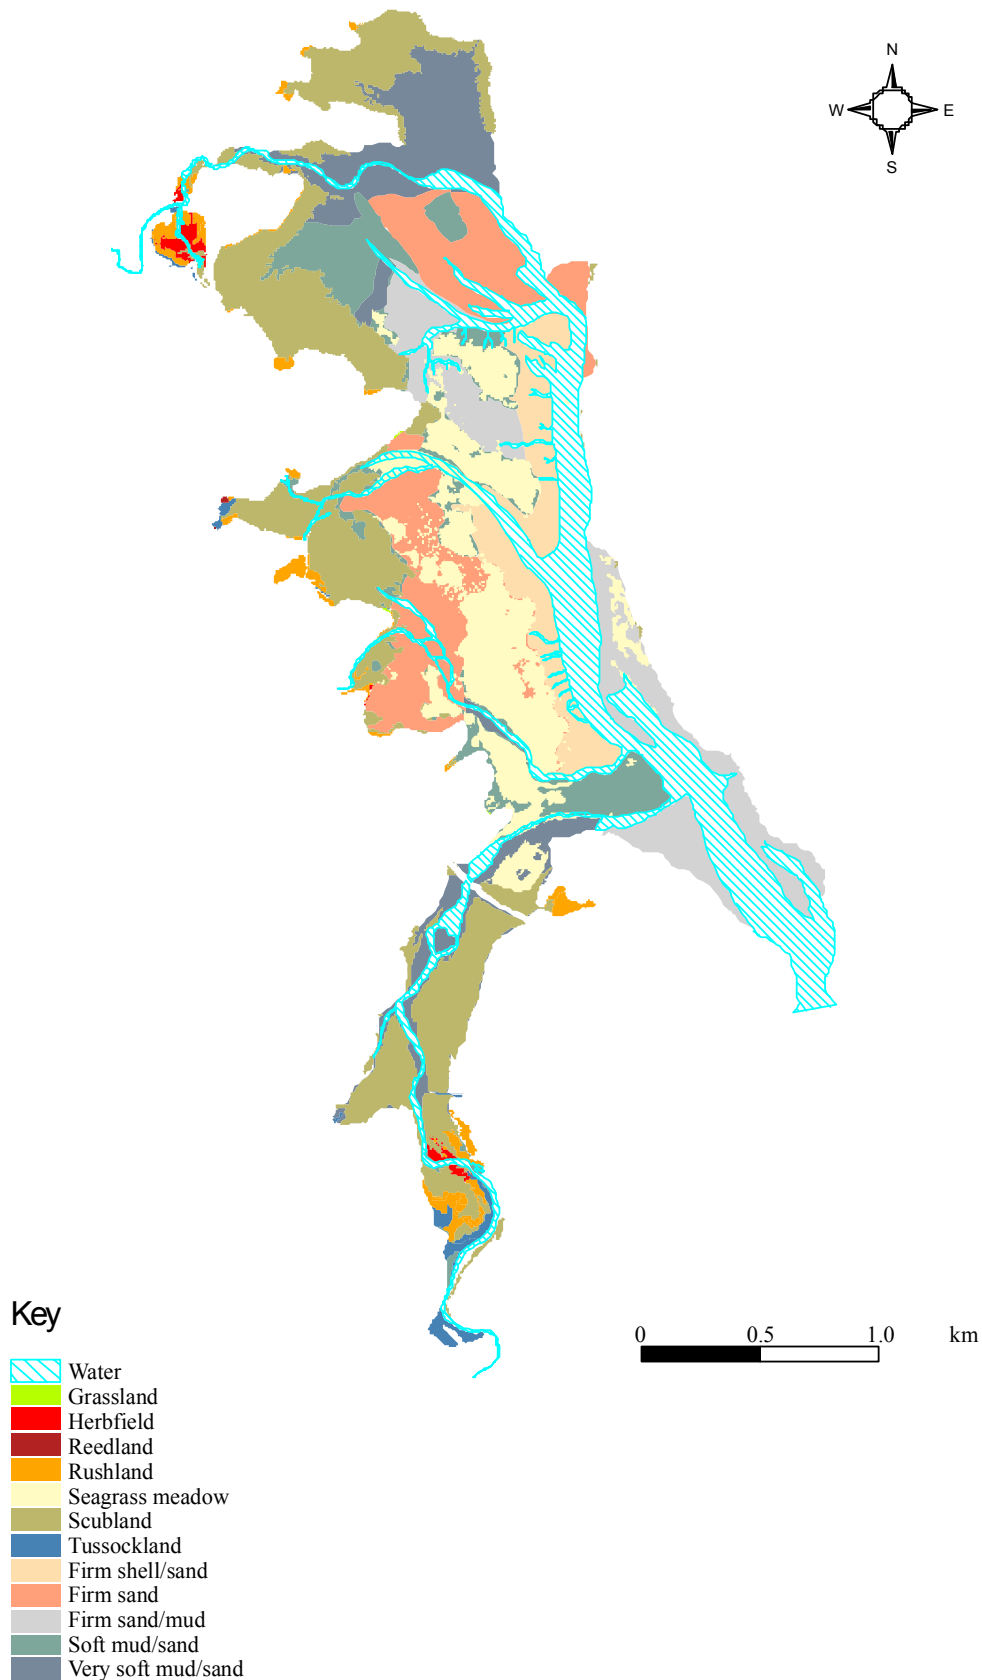 N
W E
S
Key
0 0.5 1.0 km
Water
Grassland
Herbfield
Reedland
Rushland
Seagrass meadow
Scubland
Tussockland
Firm shell/sand
Firm sand
Firm sand/mud
Soft mud/sand
Very soft mud/sand